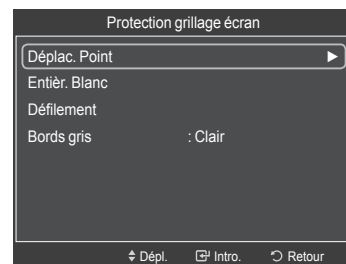 Protection grillage écran
Déplac. Point ►
Entièr. Blanc
Défilement
Bords gris : Clair
Dépl. Intro. Retour